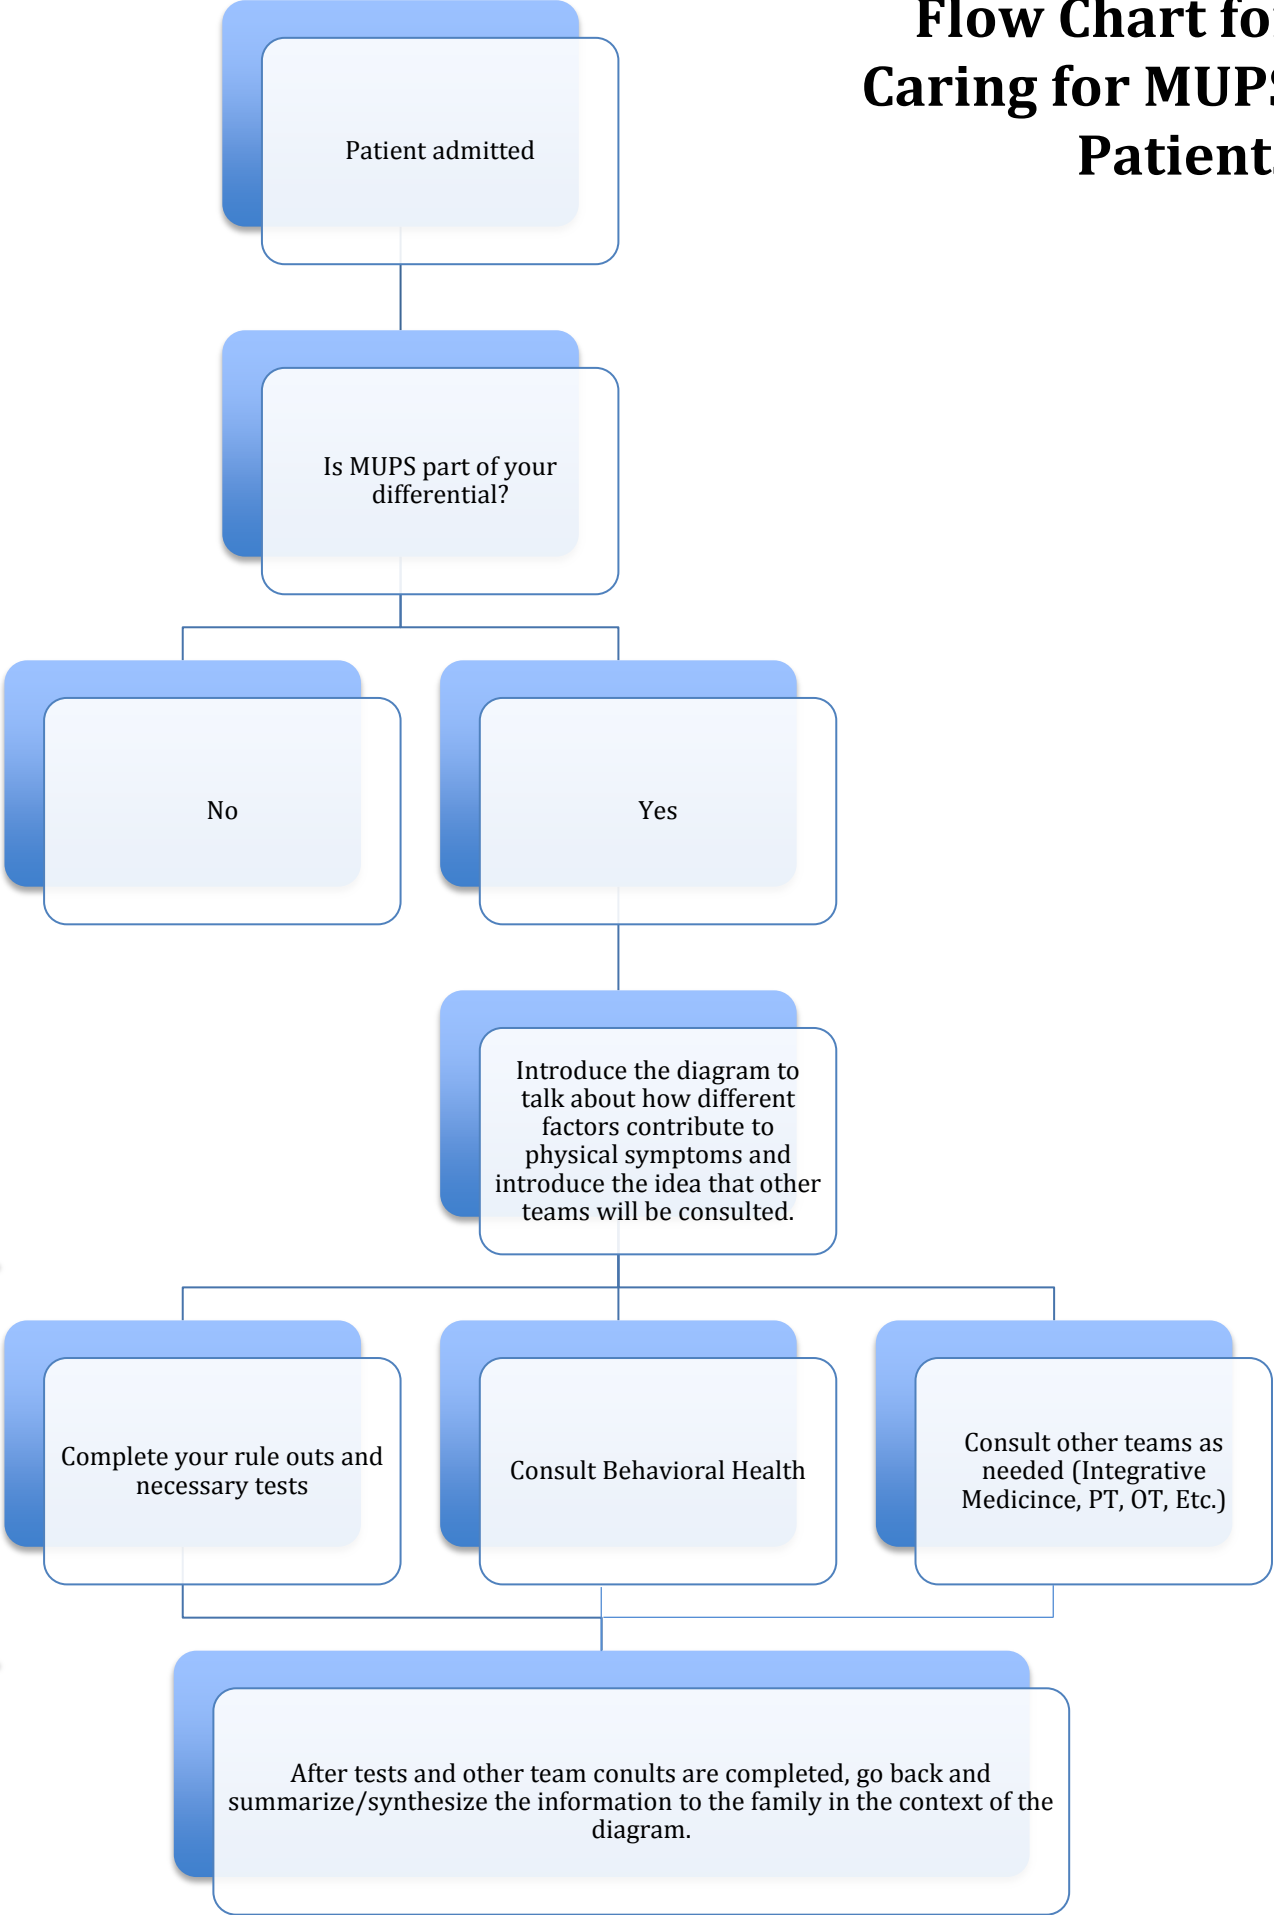 Flow Chart for
Caring for MUPS
Patients
Patient admitted
Is MUPS part of your
differential?
No
Yes
Introduce the diagram to
talk about how different
factors contribute to
physical symptoms and
introduce the idea that other
teams will be consulted.
Complete your rule outs and
necessary tests
Consult Behavioral Health
Consult other teams as
needed (Integrative
Medicince, PT, OT, Etc.)
After tests and other team conults are completed, go back and
summarize/synthesize the information to the family in the context of the
diagram.